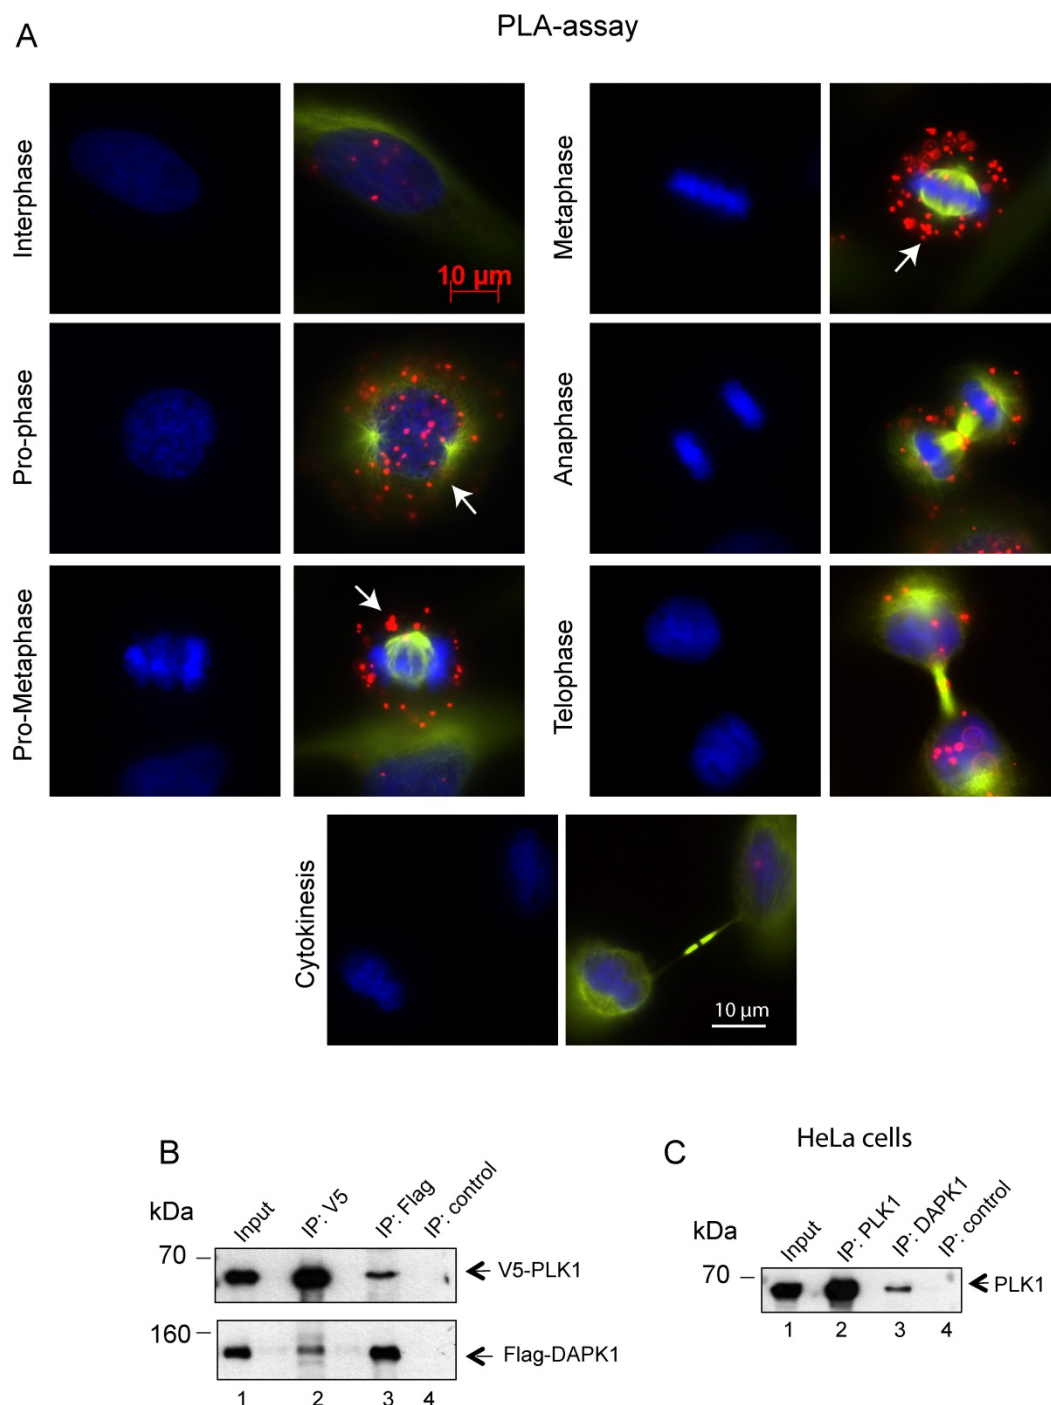 PLA-assay
A
Interphase
10 µm
Metaphase
Pro-phase
Anaphase
Pro-Metaphase
Telophase
Cytokinesis
10 µm
B
kDa
Input
IP: V5
IP: Flag
IP: control
70
V5-PLK1
160
Flag-DAPK1
1 2 3 4
HeLa cells
C
kDa
Input
IP: PLK1
IP: DAPK1
IP: control
70
PLK1
1 2 3 4